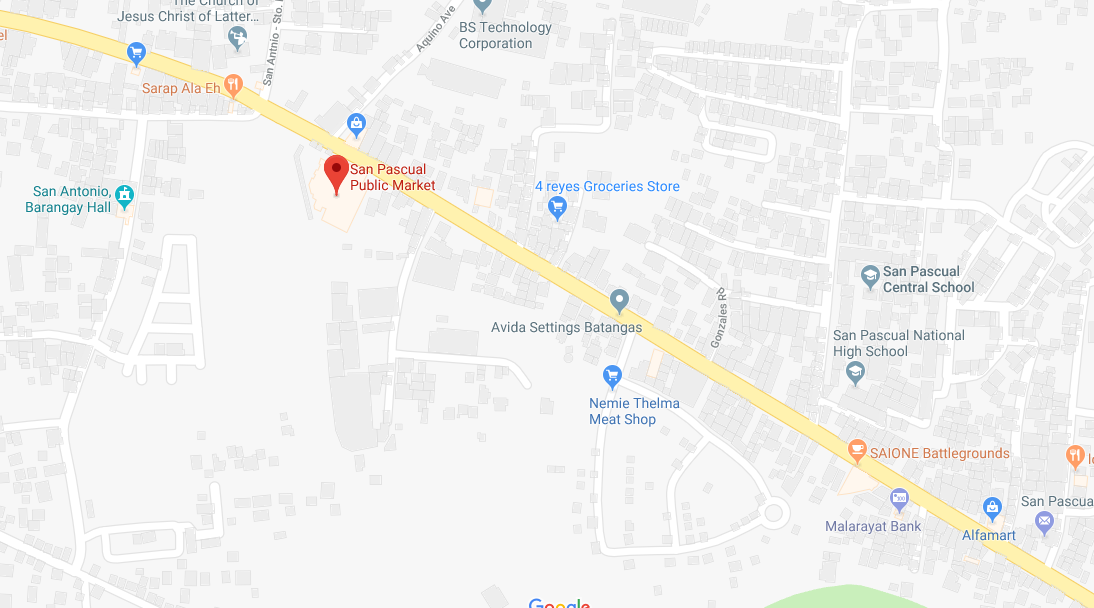 The Church of
Jesus Christ of Latter...
San Antnio - Sto.
Aquino Ave
BS Technology
Corporation
el
Sarap Ala Eh
San Pascual
Public Market
San Antonio,
Barangay Hall
4 reyes Groceries Store
San Pascual
Central School
Gonzales Rd
Avida Settings Batangas
San Pascual National
High School
Nemie Thelma
Meat Shop
SAIONE Battlegrounds
San Pascua
Malarayat Bank
Alfamart
Google